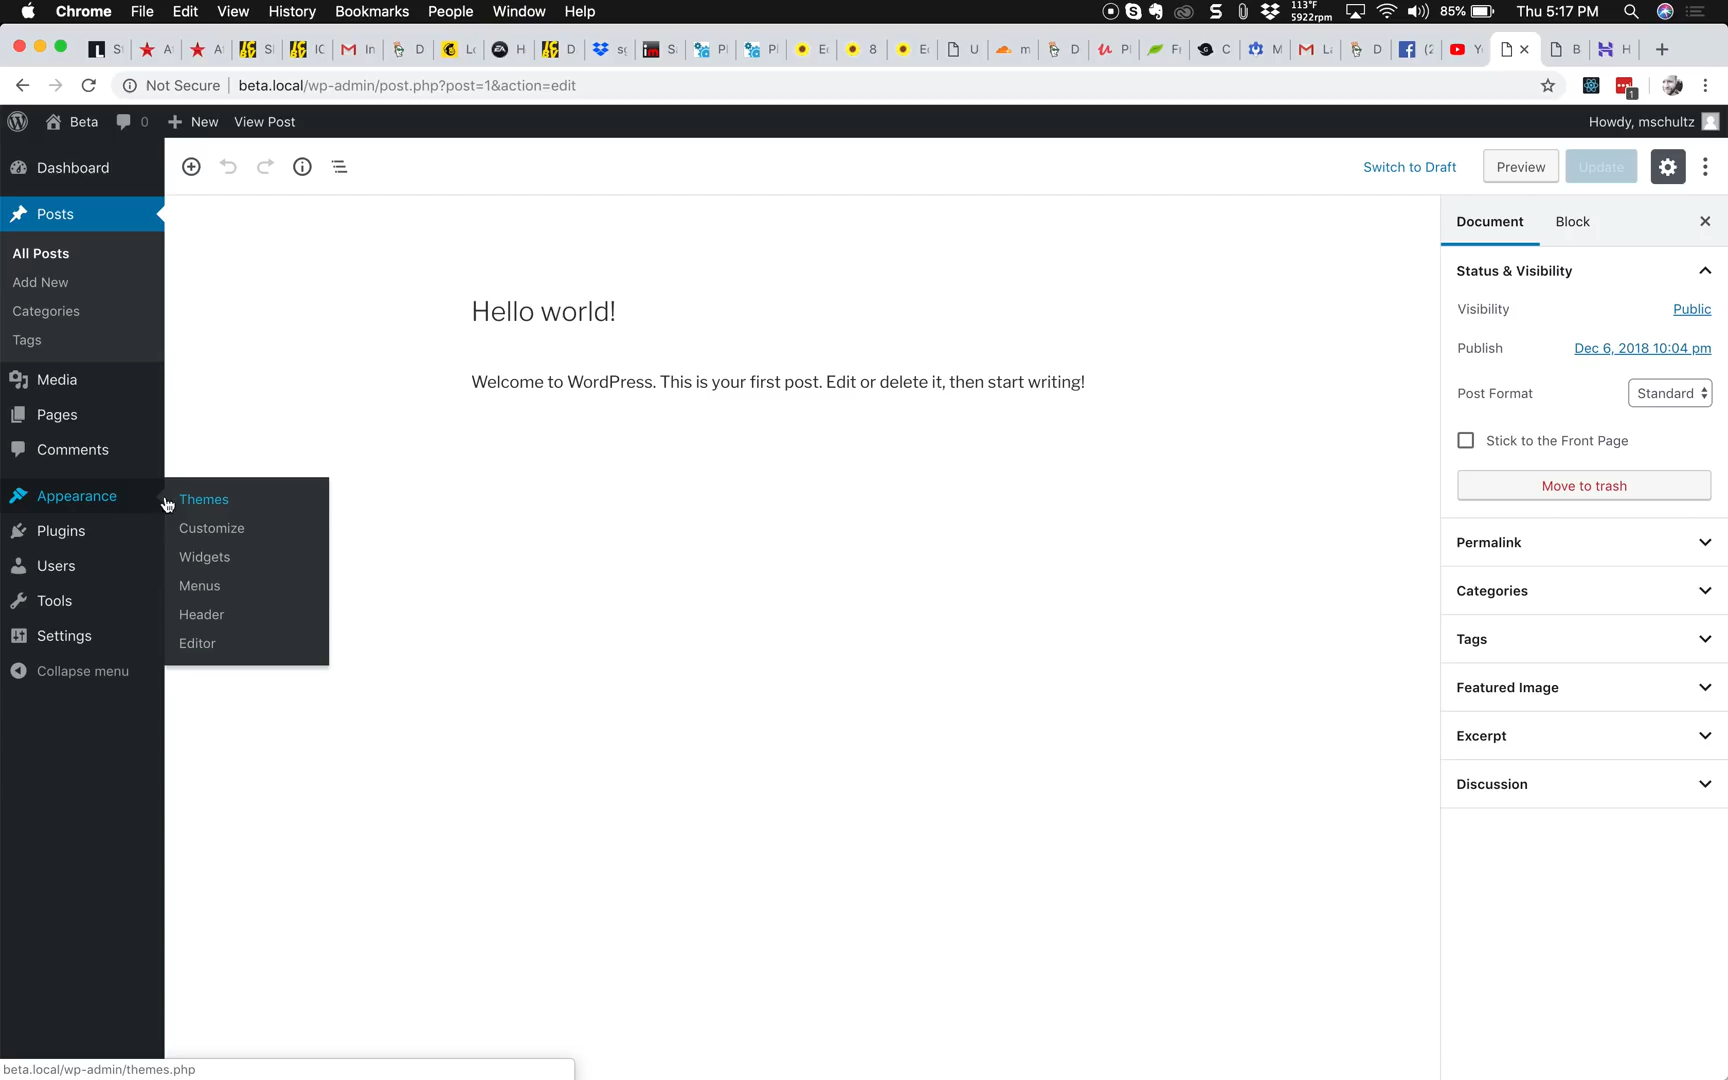 Chrome File Edit View History Bookmarks People Window Help
113°F
5922rpm
85%
Thu 5:17 PM
Not Secure
beta.local/wp-admin/post.php?post=1&action=edit
1
Beta
0
New
View Post
Howdy, mschultz
Dashboard
Posts
All Posts
Add New
Categories
Tags
Media
Pages
Comments
Appearance
Plugins
Users
Tools
Settings
Collapse menu
Themes
Customize
Widgets
Menus
Header
Editor
Switch to Draft
Preview
Update
Hello world!
Welcome to WordPress. This is your first post. Edit or delete it, then start writing!
Document
Block
Status & Visibility
Visibility
Public
Publish
Dec 6, 2018 10:04 pm
Post Format
Standard
Stick to the Front Page
Move to trash
Permalink
Categories
Tags
Featured Image
Excerpt
Discussion
beta.local/wp-admin/themes.php